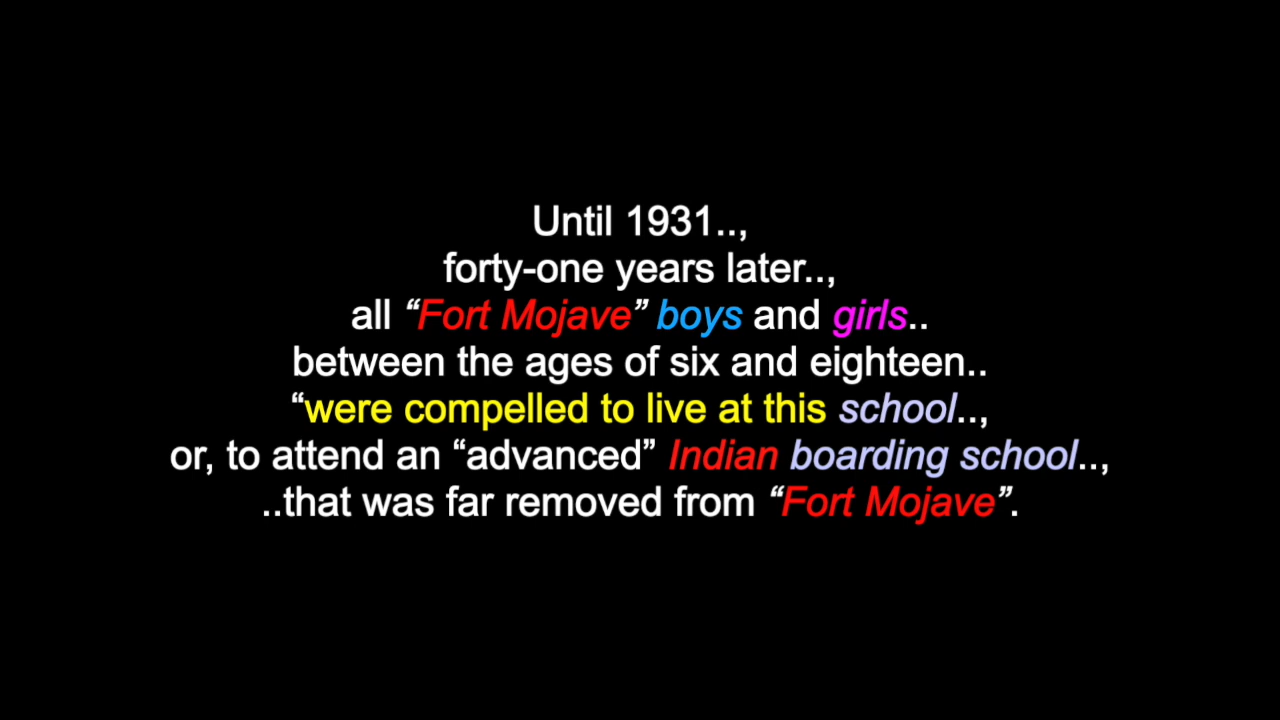 Until 1931..,
forty-one years later..,
all “Fort Mojave” boys and girls..
between the ages of six and eighteen..
“were compelled to live at this school..,
or, to attend an “advanced” Indian boarding school..,
..that was far removed from “Fort Mojave”.